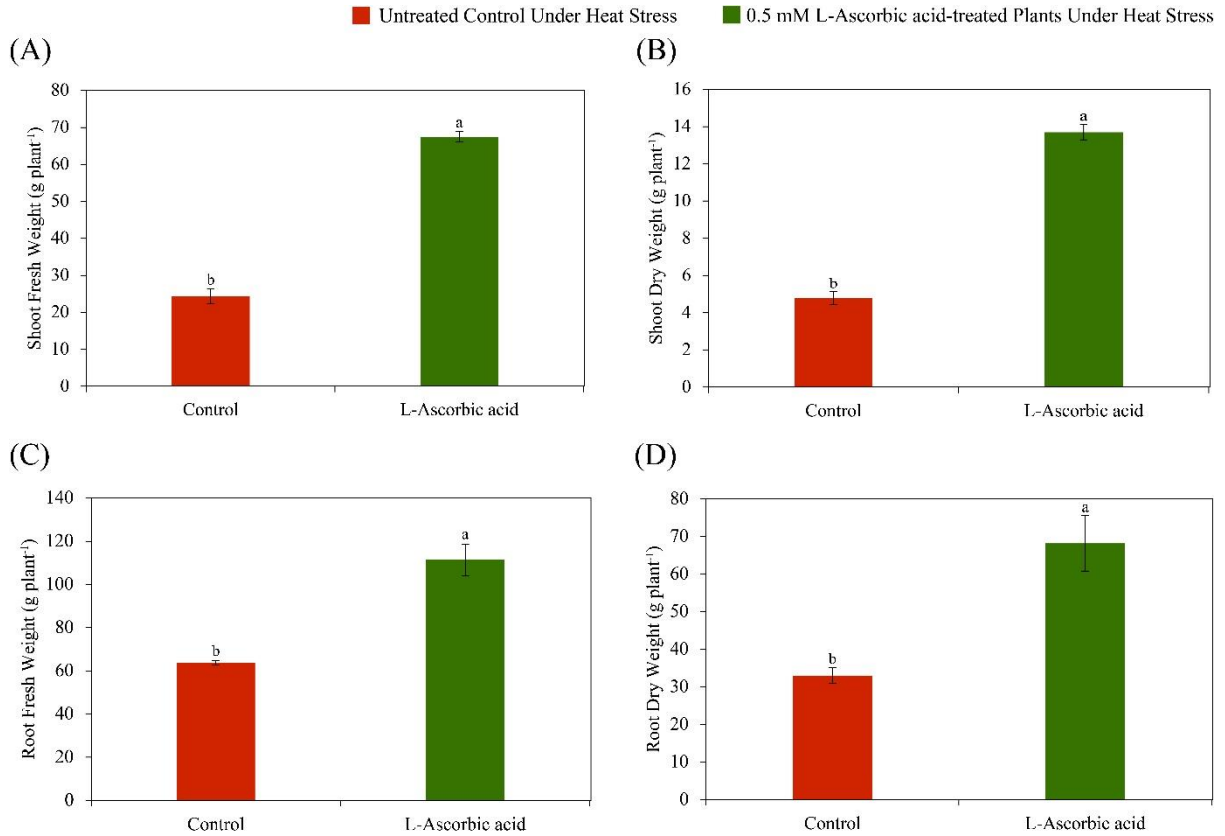 Untreated Control Under Heat Stress
0.5 mM L-Ascorbic acid-treated Plants Under Heat Stress
(A)
Shoot Fresh Weight (g plant⁻¹)
80
70
60
50
40
30
20
10
0
b
a
Control
L-Ascorbic acid
(B)
Shoot Dry Weight (g plant⁻¹)
16
14
12
10
8
6
4
2
0
b
a
Control
L-Ascorbic acid
(C)
Root Fresh Weight (g plant⁻¹)
140
120
100
80
60
40
20
0
b
a
Control
L-Ascorbic acid
(D)
Root Dry Weight (g plant⁻¹)
80
70
60
50
40
30
20
10
0
b
a
Control
L-Ascorbic acid